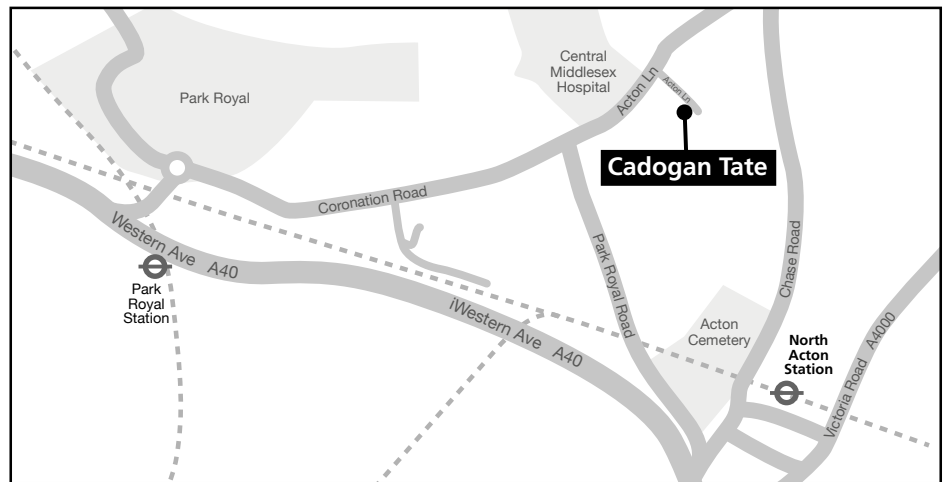 Central
Middlesex
Hospital
Park Royal
Acton Ln
Acton Ln
Cadogan Tate
Coronation Road
Western Ave A40
Park
Royal
Station
Park Royal Road
Chase Road
iWestern Ave A40
Acton
Cemetery
North
Acton
Station
Victoria Road A4000